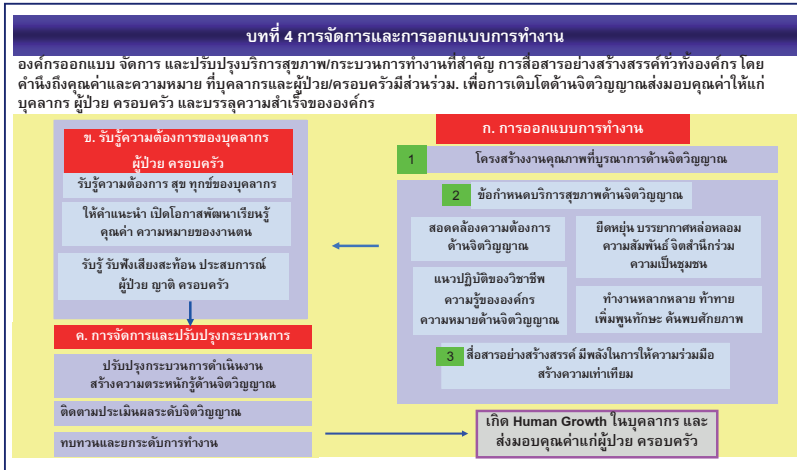 บทที่ 4 การจัดการและการออกแบบการทำงาน
องค์กรออกแบบ จัดการ และปรับปรุงบริการสุขภาพ/กระบวนการทำงานที่สำคัญ การสื่อสารอย่างสร้างสรรค์ทั่วทั้งองค์กร โดย
คำนึงถึงคุณค่าและความหมาย ที่บุคลากรและผู้ป่วย/ครอบครัวมีส่วนร่วม. เพื่อการเติบโตด้านจิตวิญญาณส่งมอบคุณค่าให้แก่
บุคลากร ผู้ป่วย ครอบครัว และบรรลุความสำเร็จขององค์กร
ข. รับรู้ความต้องการของบุคลากร
ผู้ป่วย ครอบครัว
รับรู้ความต้องการ สุข ทุกข์ของบุคลากร
ให้คำแนะนำ เปิดโอกาสพัฒนาเรียนรู้
คุณค่า ความหมายของงานตน
รับรู้ รับฟังเสียงสะท้อน ประสบการณ์
ผู้ป่วย ญาติ ครอบครัว
ค. การจัดการและปรับปรุงกระบวนการ
ปรับปรุงกระบวนการดำเนินงาน
สร้างความตระหนักรู้ด้านจิตวิญญาณ
ติดตามประเมินผลระดับจิตวิญญาณ
ทบทวนและยกระดับการทำงาน
ก. การออกแบบการทำงาน
1 โครงสร้างงานคุณภาพที่บูรณาการด้านจิตวิญญาณ
2 ข้อกำหนดบริการสุขภาพด้านจิตวิญญาณ
สอดคล้องความต้องการ
ด้านจิตวิญญาณ
ยืดหยุ่น บรรยากาศหล่อหลอม
ความสัมพันธ์ จิตสำนึกร่วม
ความเป็นชุมชน
แนวปฏิบัติของวิชาชีพ
ความรู้ขององค์กร
ความหมายด้านจิตวิญญาณ
ทำงานหลากหลาย ท้าทาย
เพิ่มพูนทักษะ ค้นพบศักยภาพ
3 สื่อสารอย่างสร้างสรรค์ มีพลังในการให้ความร่วมมือ
สร้างความเท่าเทียม
เกิด Human Growth ในบุคลากร และ
ส่งมอบคุณค่าแก่ผู้ป่วย ครอบครัว